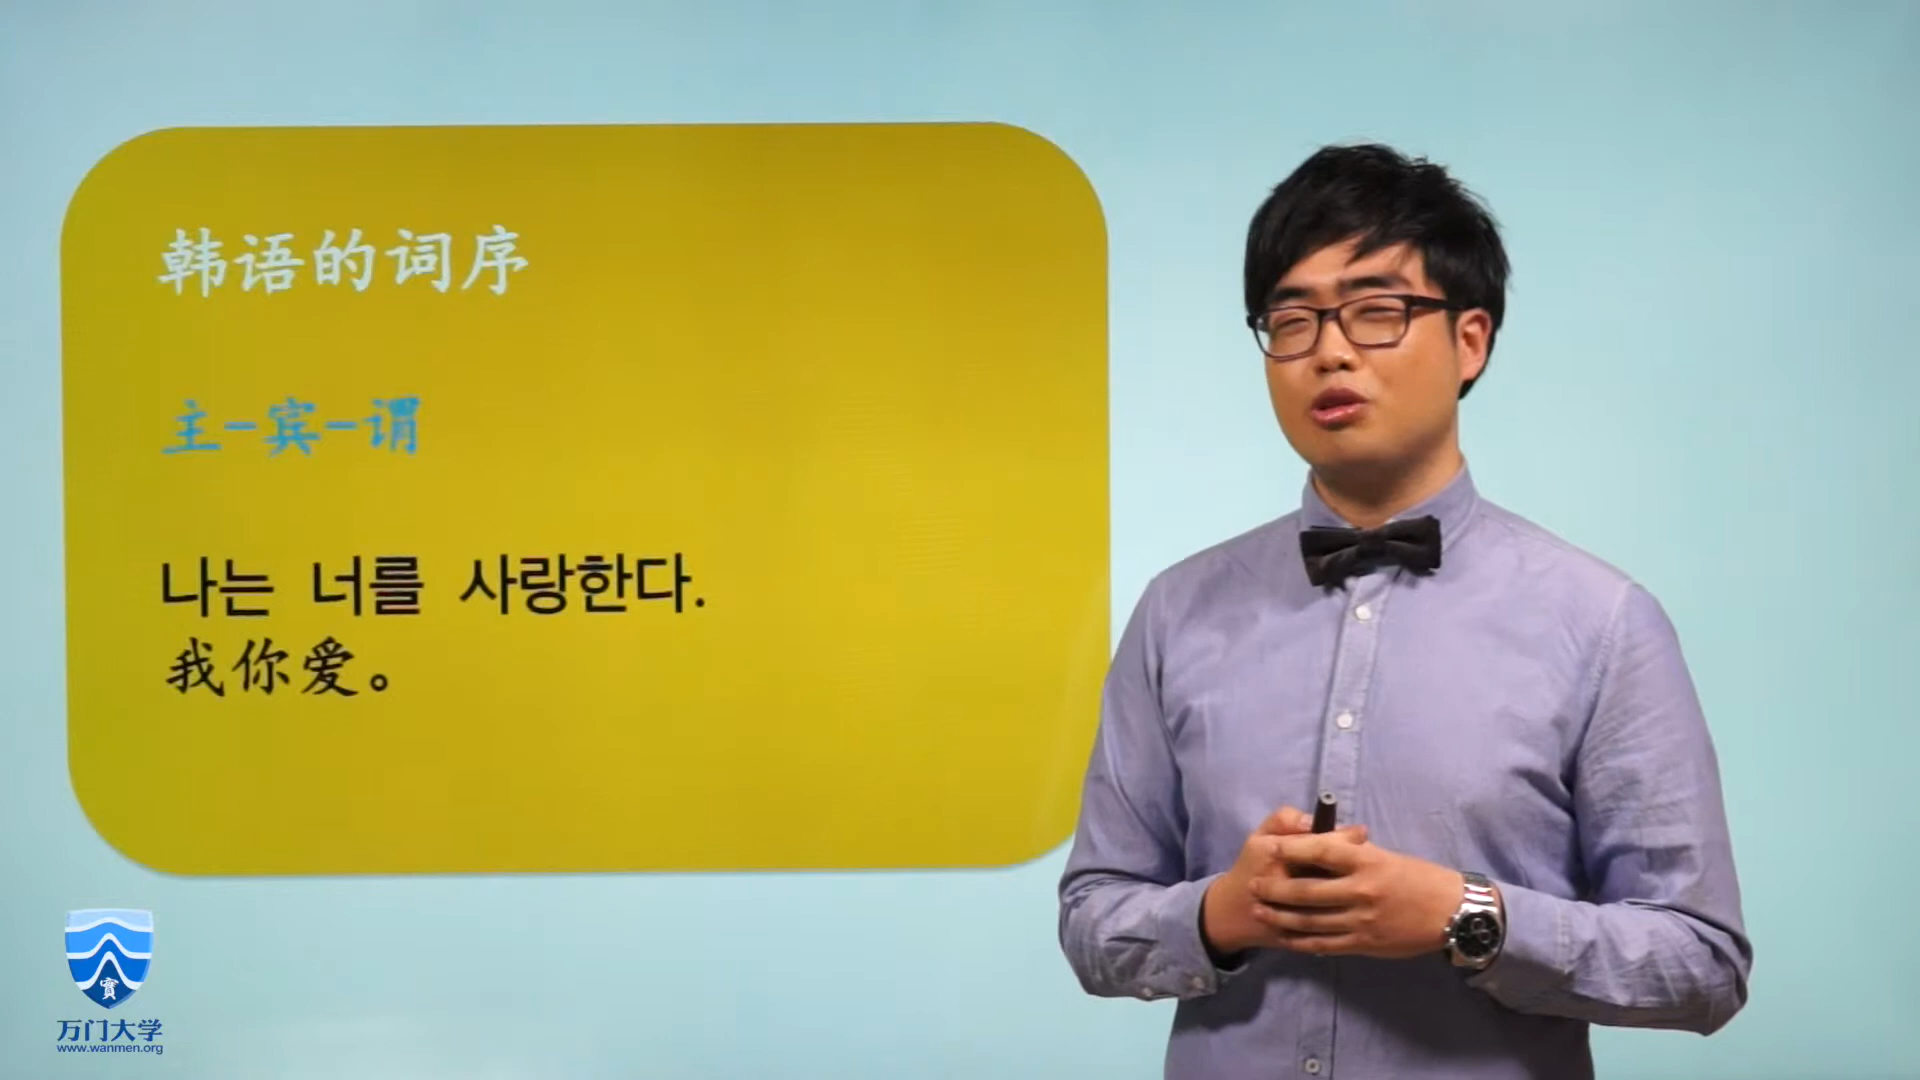 韩语的词序
主-宾-谓
나는 너를 사랑한다.
我你爱。
實
万门大学
www.wanmen.org